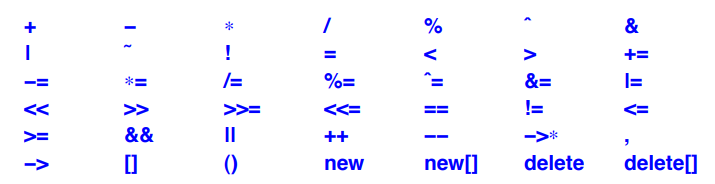 + – * / % ˆ &
| ˜ ! = < > +=
–= *= /= %= ˆ= &= |=
<< >> >>= <<= == != <=
>= && || ++ –– –>* ,
–> [] () new new[] delete delete[]